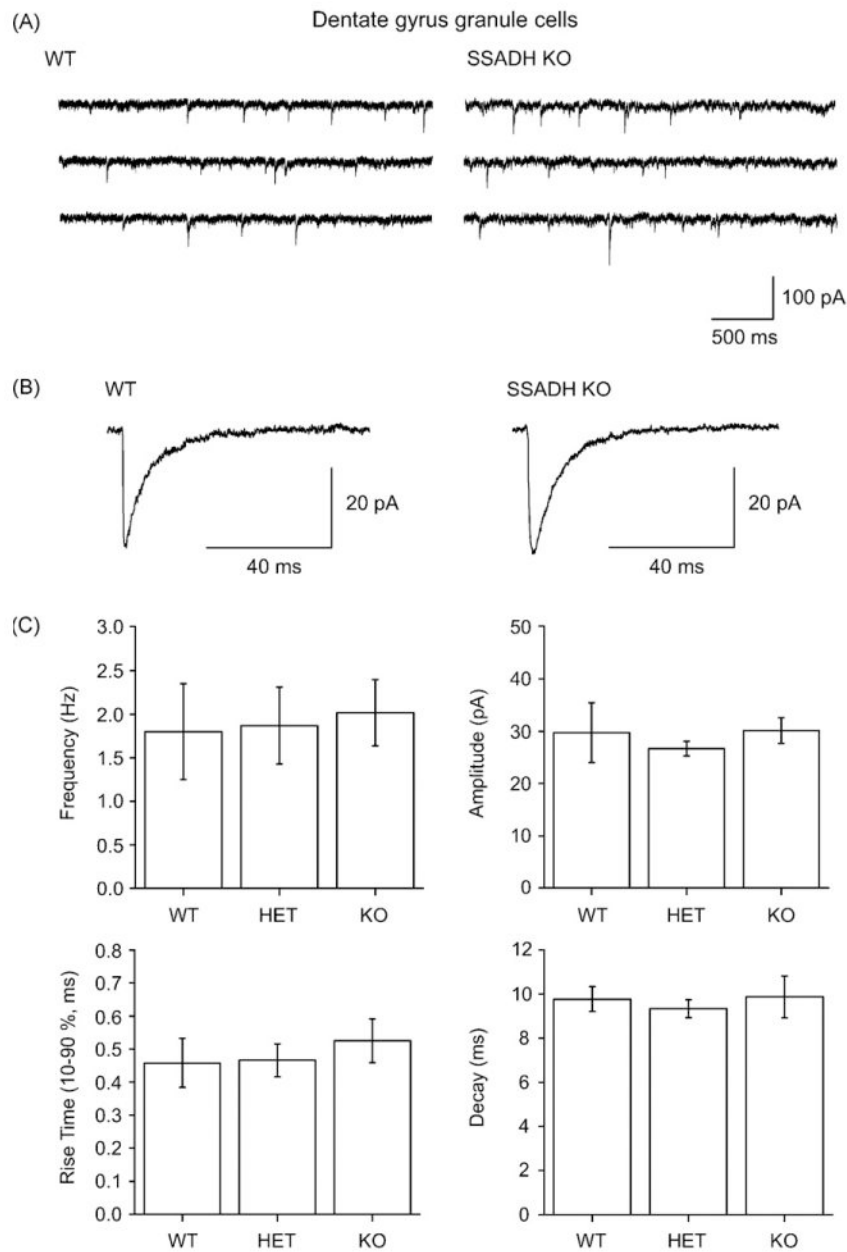 (A) Dentate gyrus granule cells
WT SSADH KO
100 pA
500 ms
(B) WT SSADH KO
20 pA 20 pA
40 ms 40 ms
(C)
Frequency (Hz)
3.0
2.5
2.0
1.5
1.0
0.5
0.0
WT HET KO
Amplitude (pA)
50
40
30
20
10
0
WT HET KO
Rise Time (10-90 %, ms)
0.8
0.7
0.6
0.5
0.4
0.3
0.2
0.1
0.0
WT HET KO
Decay (ms)
12
10
8
6
4
2
0
WT HET KO